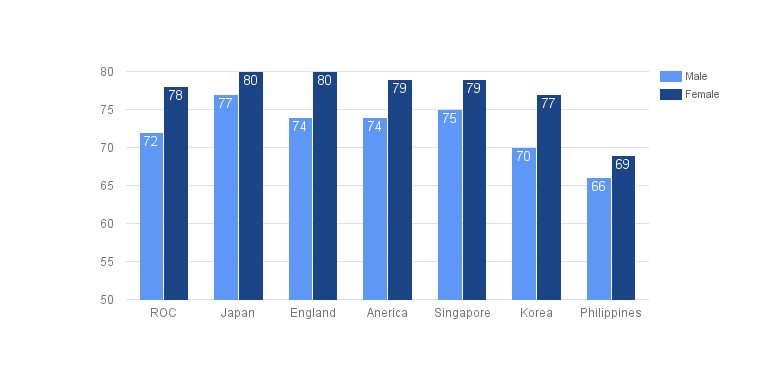 80
75
70
65
60
55
50
72
78
77
80
74
80
74
79
75
79
70
77
66
69
ROC
Japan
England
Anerica
Singapore
Korea
Philippines
Male
Female